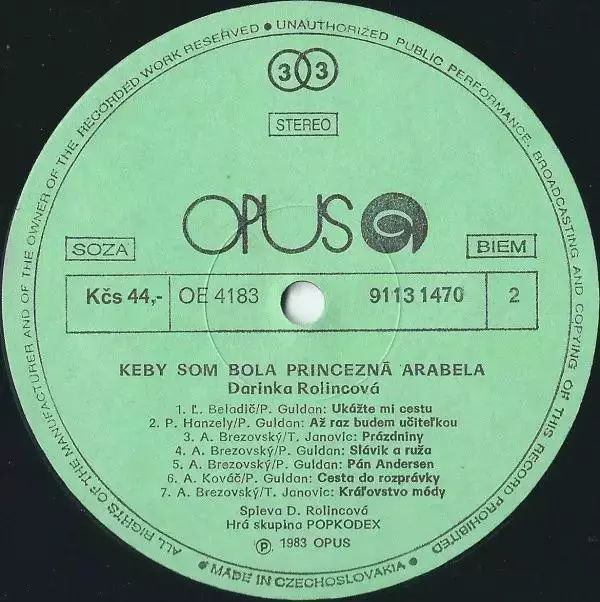 ALL RIGHTS OF THE MANUFACTURER AND OF THE OWNER OF THE RECORDED WORK RESERVED • UNAUTHORIZED PUBLIC PERFORMANCE, BROADCASTING AND COPYING OF THIS RECORD PROHIBITED
33
STEREO
OPUS
SOZA
BIEM
Kčs 44,- OE 4183 9113 1470 2
KEBY SOM BOLA PRINCEZNÁ ARABELA
Darinka Rolincová
1. Ľ. Beladič/P. Guldan: Ukážte mi cestu
2. P. Hanzely/P. Guldan: Až raz budem učiteľkou
3. A. Brezovský/T. Janovic: Prázdniny
4. A. Brezovský/P. Guldan: Slávik a ruža
5. A. Brezovský/P. Guldan: Pán Andersen
6. A. Kováč/P. Guldan: Cesta do rozprávky
7. A. Brezovský/T. Janovic: Kráľovstvo módy
Spieva D. Rolincová
Hrá skupina POPKODEX
Ⓟ 1983 OPUS
• MADE IN CZECHOSLOVAKIA •